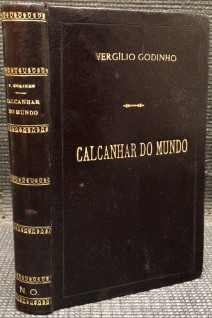 VERGÍLIO GODINHO
CALCANHAR DO MUNDO
V. GODINHO
CALCANHAR
DO MUNDO
N. O.